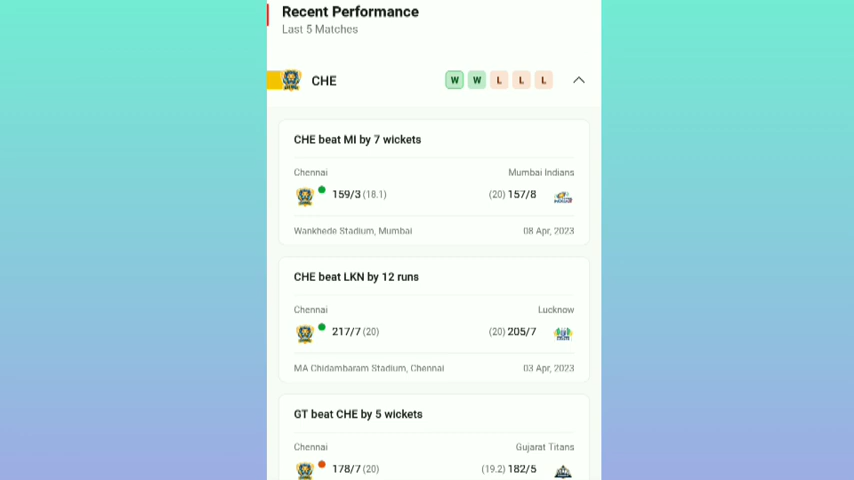 Recent Performance
Last 5 Matches
CHE W W L L L
CHE beat MI by 7 wickets
Chennai Mumbai Indians
159/3 (18.1) (20) 157/8
Wankhede Stadium, Mumbai 08 Apr, 2023
CHE beat LKN by 12 runs
Chennai Lucknow
217/7 (20) (20) 205/7
MA Chidambaram Stadium, Chennai 03 Apr, 2023
GT beat CHE by 5 wickets
Chennai Gujarat Titans
178/7 (20) (19.2) 182/5